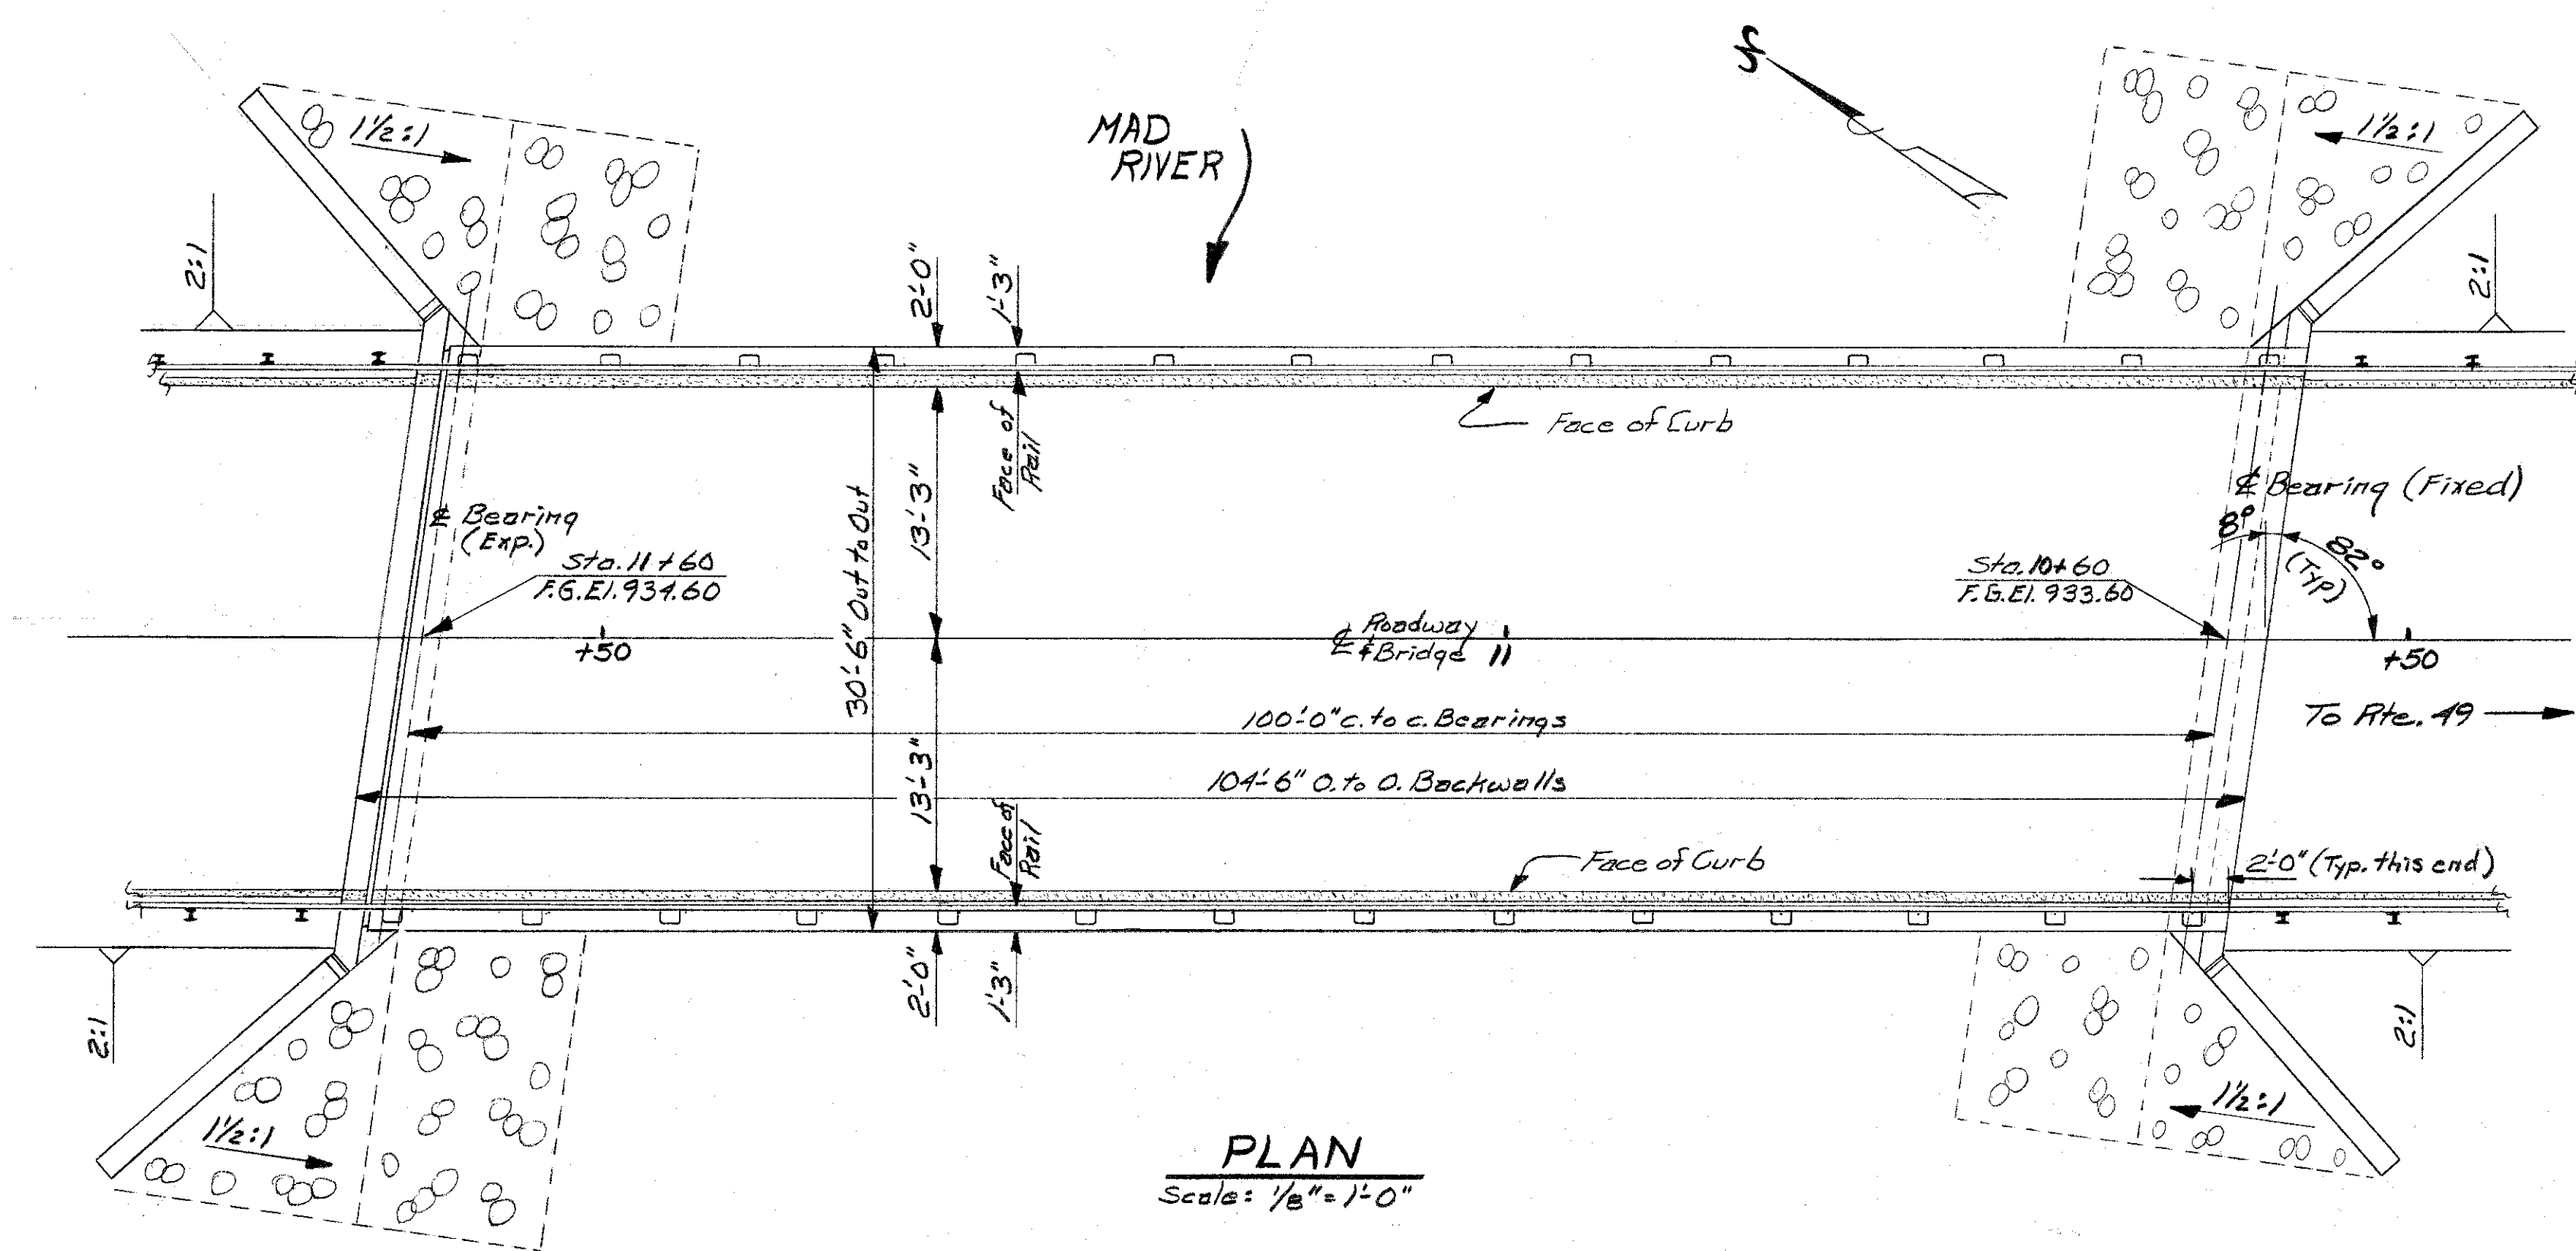 N
MAD
RIVER
1½:1
1½:1
2:1
2:1
2'-0"
1'-3"
Face of
Rail
Face of Curb
13'-3"
30'-6" Out to Out
℄ Bearing
(Exp.)
Sta. 11+60
F.G.El. 934.60
℄ Bearing (Fixed)
8°
82°
(Typ)
Sta. 10+60
F.G.El. 933.60
+50
℄ Roadway
& Bridge
11
+50
To Rte. 49
100'-0" c. to c. Bearings
13'-3"
104'-6" O. to O. Backwalls
Face of
Rail
Face of Curb
2'-0" (Typ. this end)
2'-0"
1'-3"
2:1
2:1
1½:1
1½:1
PLAN
Scale: 1/8" = 1'-0"